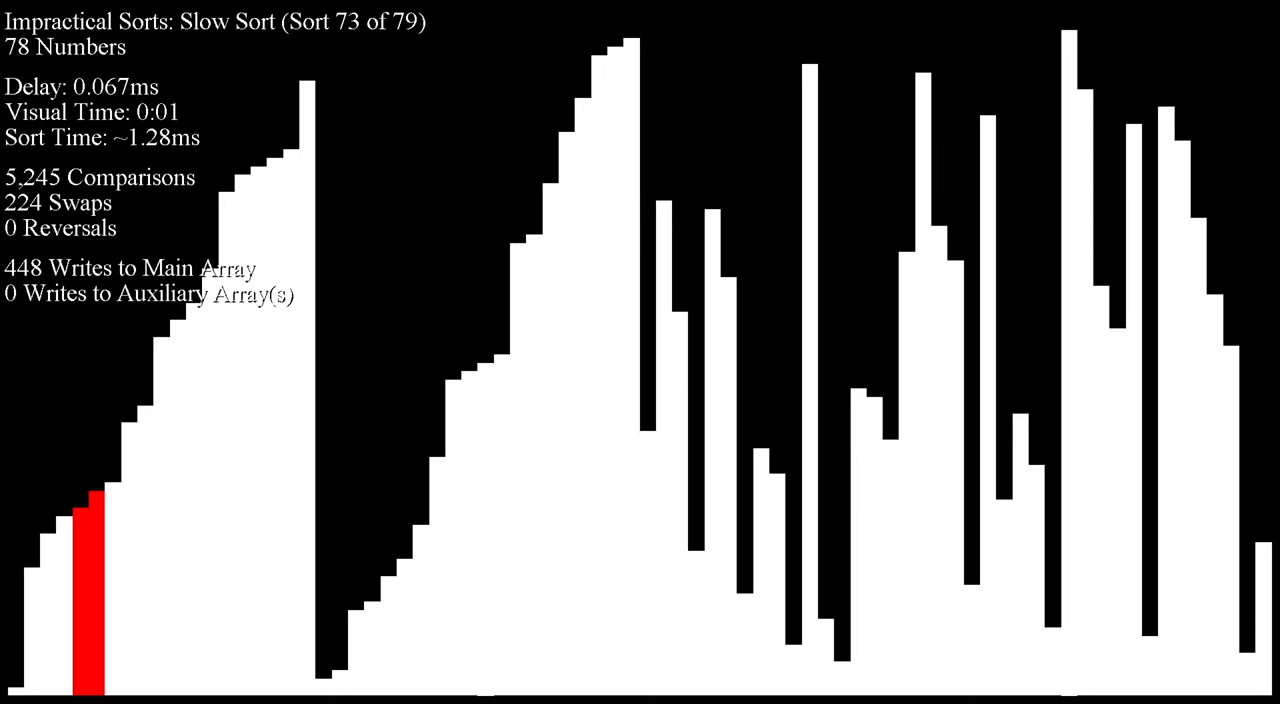 Impractical Sorts: Slow Sort (Sort 73 of 79)
78 Numbers
Delay: 0.067ms
Visual Time: 0:01
Sort Time: ~1.28ms
5,245 Comparisons
224 Swaps
0 Reversals
448 Writes to Main Array
0 Writes to Auxiliary Array(s)